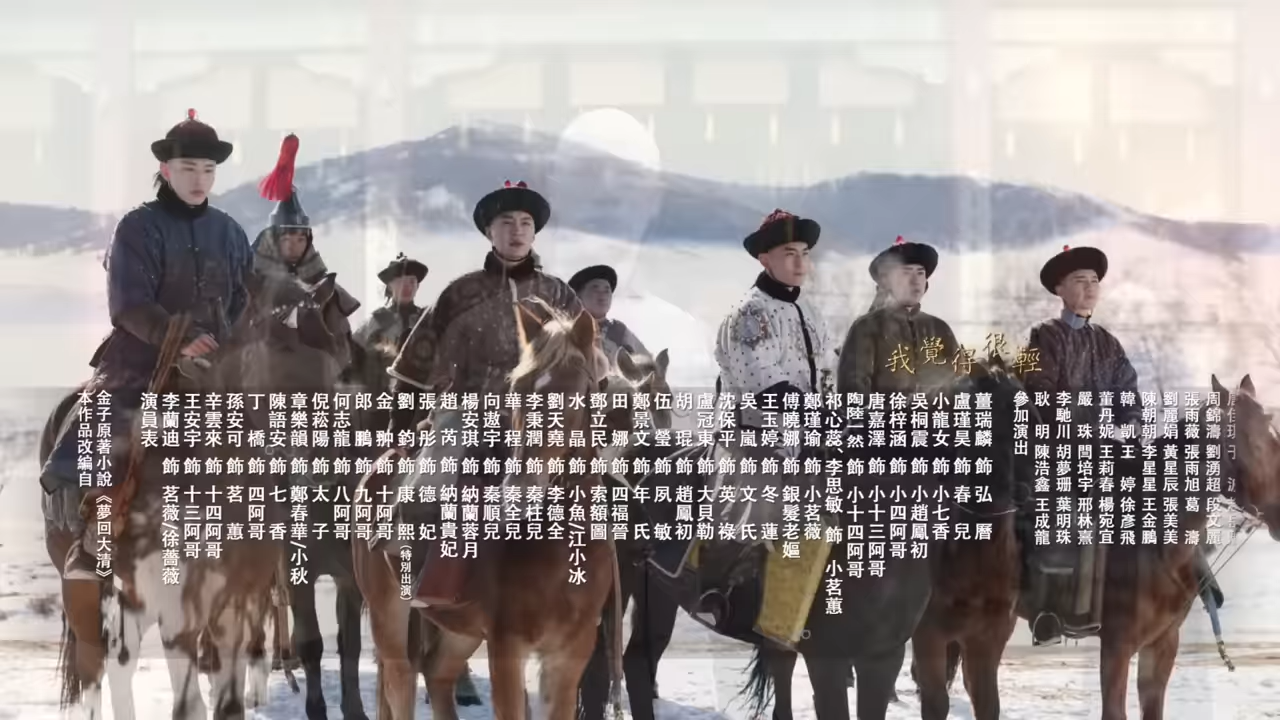 本作品改編自
金子原著小說《夢回大清》
演員表
李蘭迪 飾 茗薇/徐薔薇
王安宇 飾 十三阿哥
辛雲來 飾 十四阿哥
孫安可 飾 茗 蕙
丁 橋 飾 四阿哥
陳語安 飾 七 香
章樂韻 飾 鄭春華/小秋
倪菘陽 飾 太 子
何志龍 飾 八阿哥
郎 鵬 飾 九阿哥
金 翀 飾 十阿哥
劉 鈞 飾 康 熙(特別出演)
張 彤 飾 德 妃
趙 芮 飾 納蘭貴妃
楊安琪 飾 納蘭蓉月
向遨宇 飾 秦順兒
華 程 飾 秦全兒
李秉潤 飾 秦柱兒
劉天堯 飾 李德全
水 晶 飾 小魚/江小冰
鄧立民 飾 索額圖
田 娜 飾 四福晉
鄭景文 飾 年 氏
伍 瑩 飾 夙 敏
胡 琨 飾 趙鳳初
盧冠東 飾 大貝勒
沈保平 飾 英 祿
吳 嵐 飾 文 氏
王玉婷 飾 冬 蓮
傅曉娜 飾 銀髮老嫗
鄭瑾瑜 飾 小茗薇
祁心蕊、李思敏 飾 小茗蕙
陶陸一然 飾 小十四阿哥
唐嘉澤 飾 小十三阿哥
徐梓涵 飾 小四阿哥
吳桐震 飾 小趙鳳初
小龍女 飾 小七香
盧瑾昊 飾 春 兒
董瑞麟 飾 弘 曆
我覺得很輕
參加演出
耿 明 陳浩鑫 王成龍
李馳川 胡夢珊 葉明珠
嚴 珠 閆培宇 邢林熹
董丹妮 王莉春 楊宛宜
韓 凱 王 婷 徐彥飛
陳朝朝 李星星 王金鵬
劉麗娟 黃星辰 張美美
張雨薇 張雨旭 葛 濤
周錦濤 劉湧超 段文麗